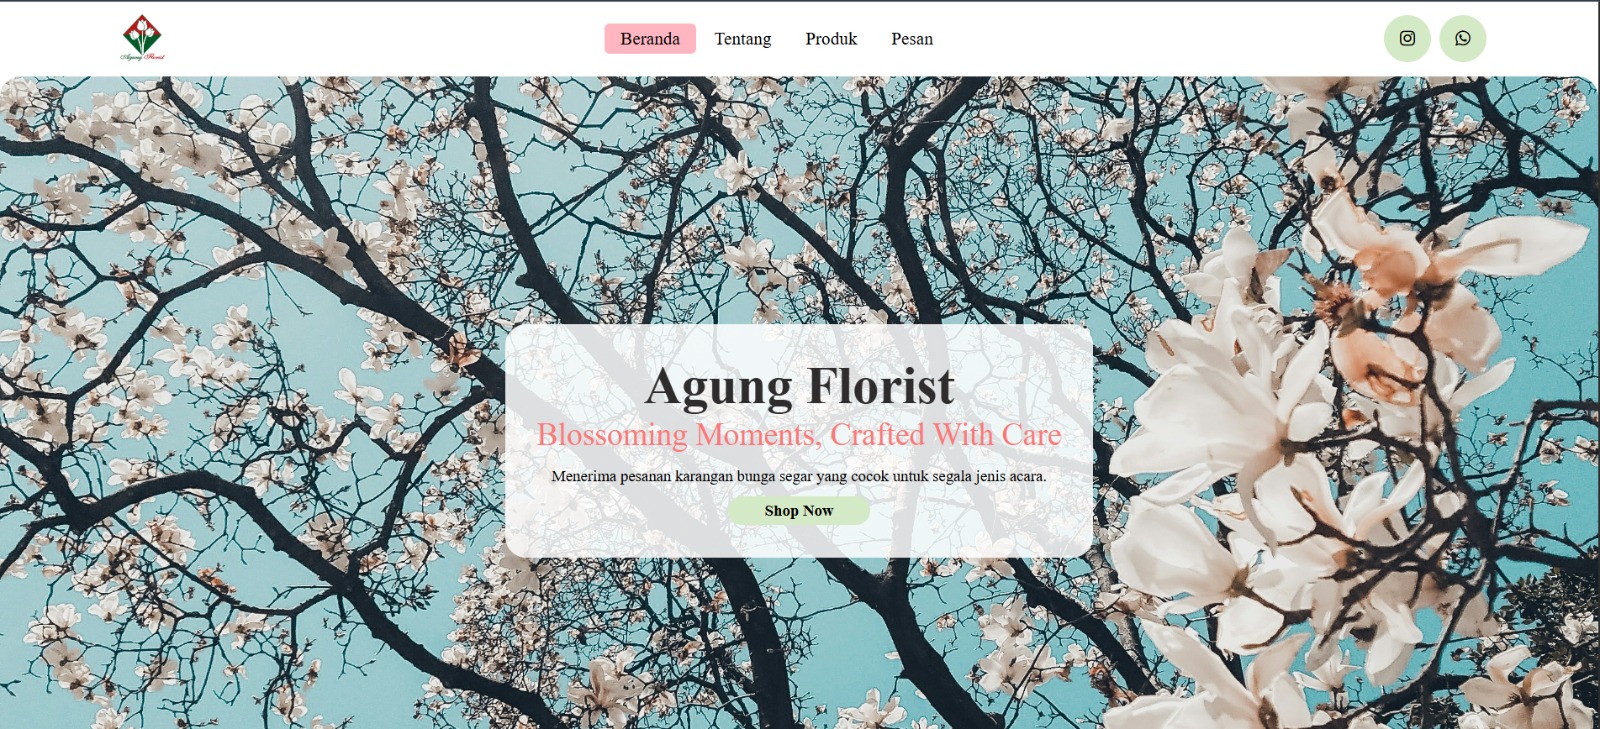 Agung Florist
Beranda
Tentang
Produk
Pesan
Agung Florist
Blossoming Moments, Crafted With Care
Menerima pesanan karangan bunga segar yang cocok untuk segala jenis acara.
Shop Now